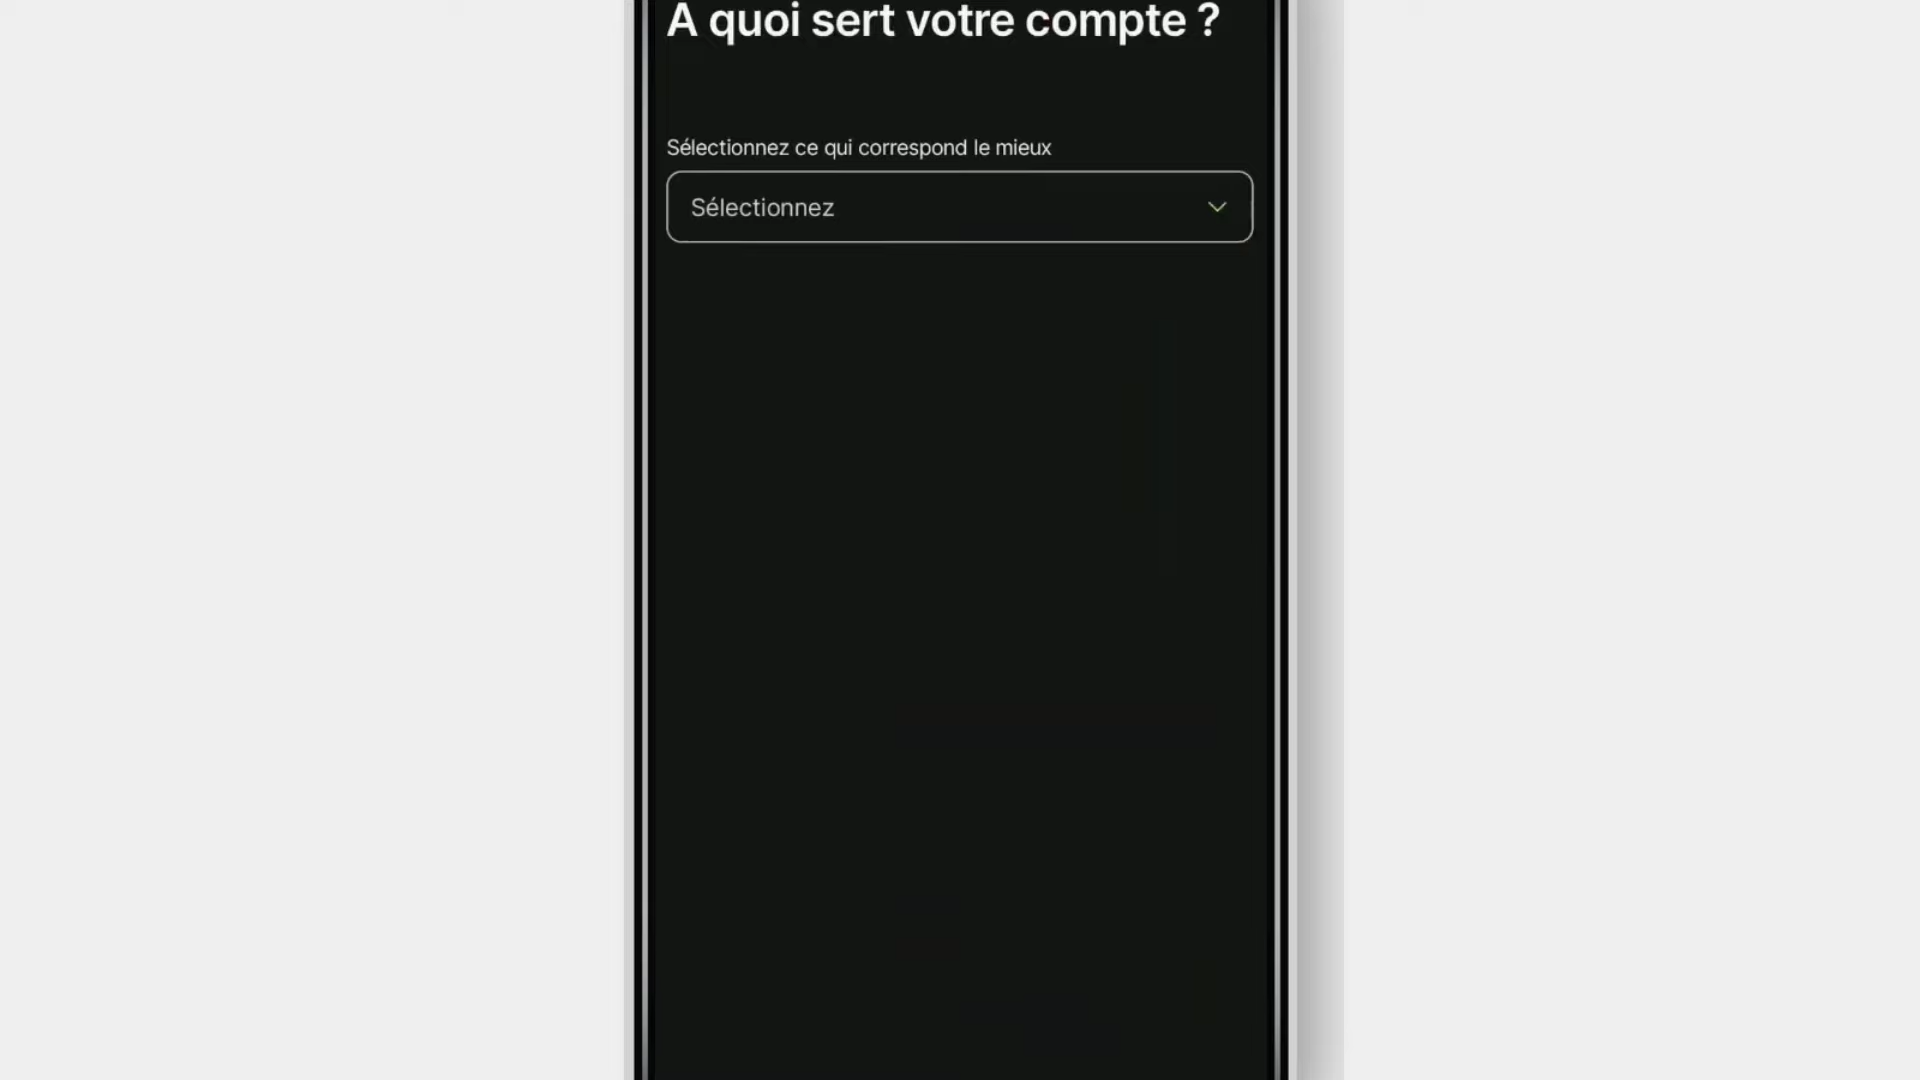 À quoi sert votre compte ?
Sélectionnez ce qui correspond le mieux
Sélectionnez